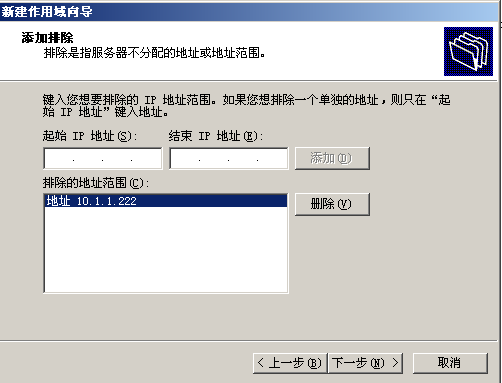 新建作用域向导
添加排除
排除是指服务器不分配的地址或地址范围。
键入您想要排除的 IP 地址范围。如果您想排除一个单独的地址，则只在“起
始 IP 地址”键入地址。
起始 IP 地址(S):
结束 IP 地址(E):
. . .
. . .
添加(D)
排除的地址范围(C):
地址 10.1.1.222
删除(V)
< 上一步(B)
下一步(N) >
取消